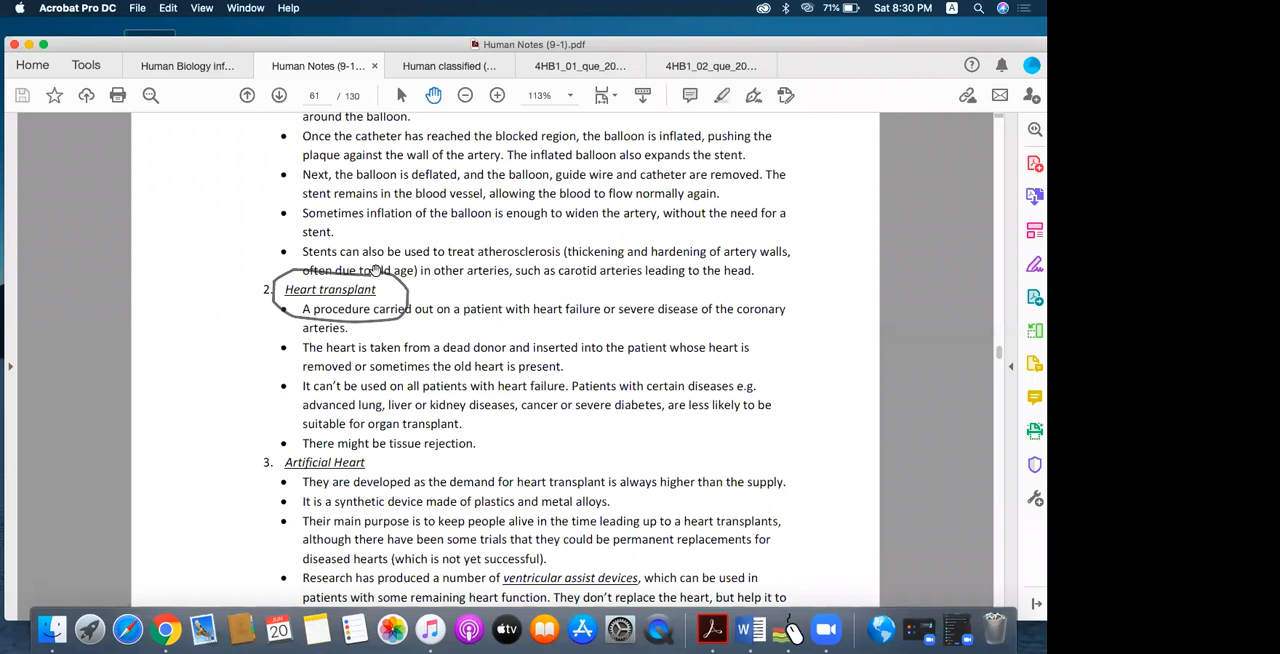 Acrobat Pro DC File Edit View Window Help 71% Sat 8:30 PM A
Human Notes (9-1).pdf
Home Tools Human Biology inf... Human Notes (9-1... × Human classified (... 4HB1_01_que_20... 4HB1_02_que_20...
61 / 130 113%
around the balloon.
• Once the catheter has reached the blocked region, the balloon is inflated, pushing the
plaque against the wall of the artery. The inflated balloon also expands the stent.
• Next, the balloon is deflated, and the balloon, guide wire and catheter are removed. The
stent remains in the blood vessel, allowing the blood to flow normally again.
• Sometimes inflation of the balloon is enough to widen the artery, without the need for a
stent.
• Stents can also be used to treat atherosclerosis (thickening and hardening of artery walls,
often due to old age) in other arteries, such as carotid arteries leading to the head.
2. Heart transplant
• A procedure carried out on a patient with heart failure or severe disease of the coronary
arteries.
• The heart is taken from a dead donor and inserted into the patient whose heart is
removed or sometimes the old heart is present.
• It can't be used on all patients with heart failure. Patients with certain diseases e.g.
advanced lung, liver or kidney diseases, cancer or severe diabetes, are less likely to be
suitable for organ transplant.
• There might be tissue rejection.
3. Artificial Heart
• They are developed as the demand for heart transplant is always higher than the supply.
• It is a synthetic device made of plastics and metal alloys.
• Their main purpose is to keep people alive in the time leading up to a heart transplants,
although there have been some trials that they could be permanent replacements for
diseased hearts (which is not yet successful).
• Research has produced a number of ventricular assist devices, which can be used in
patients with some remaining heart function. They don't replace the heart, but help it to
JUN
20
tv
W